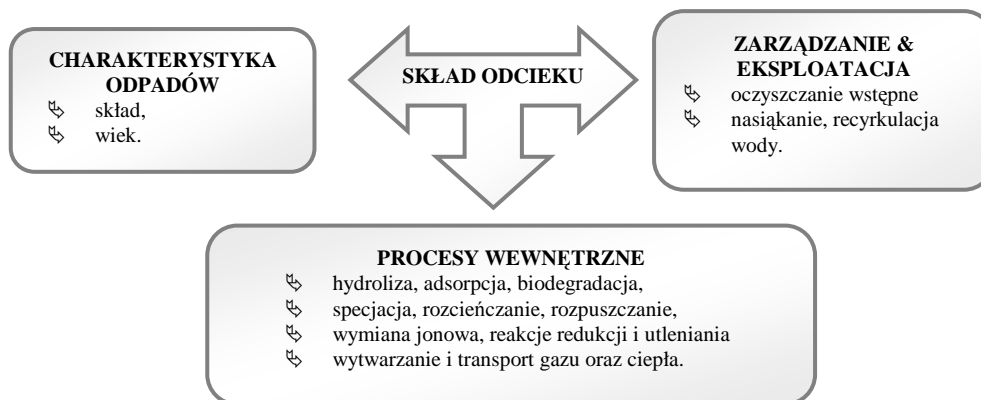 CHARAKTERYSTYKA
ODPADÓW
skład,
wiek.
SKŁAD ODCIEKU
ZARZĄDZANIE &
EKSPLOATACJA
oczyszczanie wstępne
nasiąkanie, recyrkulacja
wody.
PROCESY WEWNĘTRZNE
hydroliza, adsorpcja, biodegradacja,
specjacja, rozcieńczanie, rozpuszczanie,
wymiana jonowa, reakcje redukcji i utleniania
wytwarzanie i transport gazu oraz ciepła.